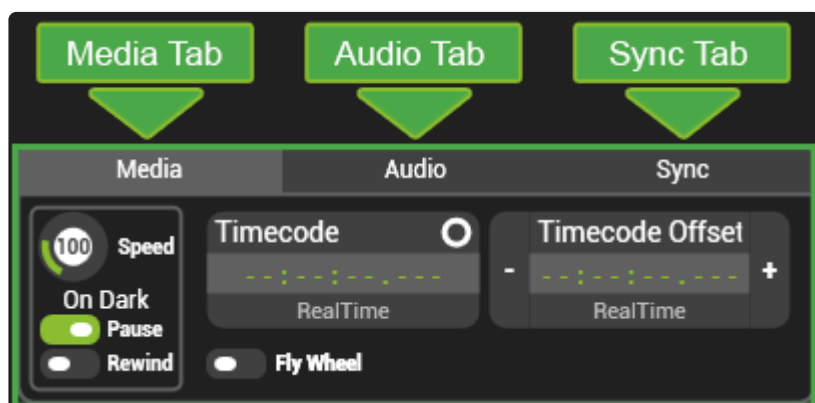 Media Tab
Audio Tab
Sync Tab
Media
Audio
Sync
100
Speed
On Dark
Pause
Rewind
Timecode
--:--:--.---
RealTime
Fly Wheel
Timecode Offset
-
--:--:--.---
+
RealTime